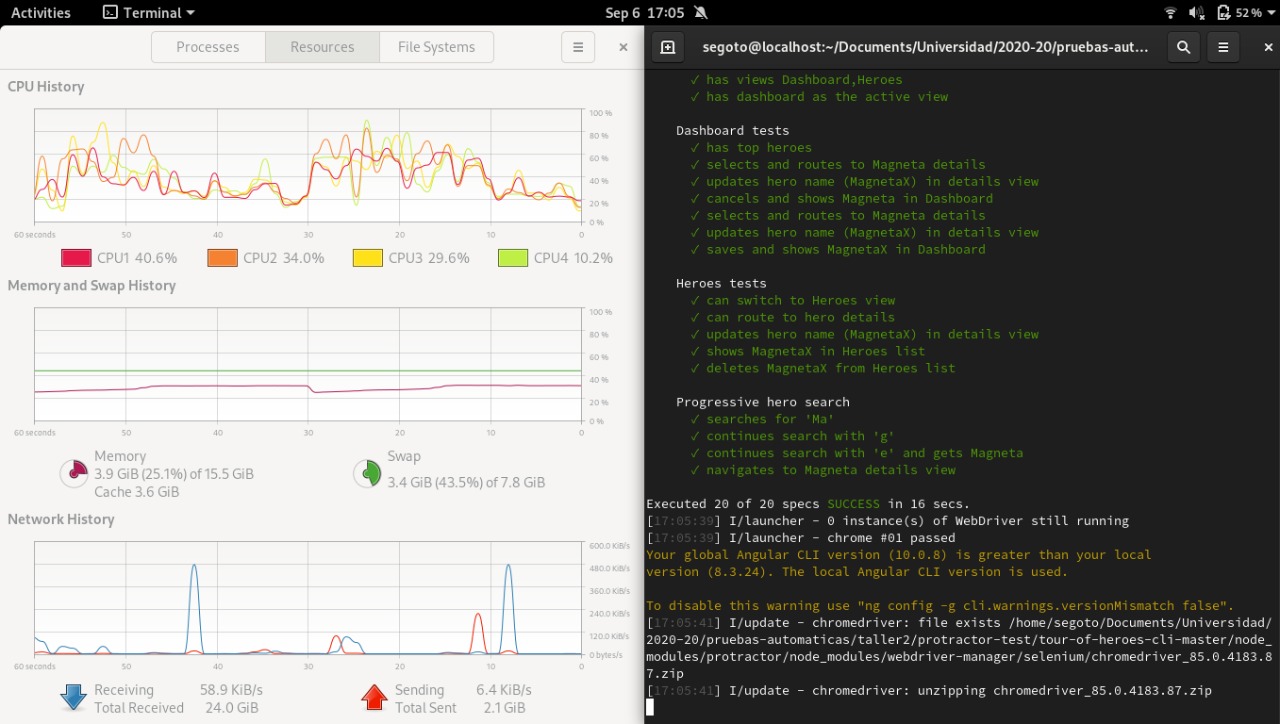 Activities
Terminal
Sep 6 17:05
52 %
Processes
Resources
File Systems
CPU History
100 %
80 %
60 %
40 %
20 %
0 %
60 seconds 50 40 30 20 10 0
CPU1 40.6% CPU2 34.0% CPU3 29.6% CPU4 10.2%
Memory and Swap History
100 %
80 %
60 %
40 %
20 %
0 %
60 seconds 50 40 30 20 10 0
Memory
3.9 GiB (25.1%) of 15.5 GiB
Cache 3.6 GiB
Swap
3.4 GiB (43.5%) of 7.8 GiB
Network History
600.0 KiB/s
480.0 KiB/s
360.0 KiB/s
240.0 KiB/s
120.0 KiB/s
0 bytes/s
60 seconds 50 40 30 20 10 0
Receiving 58.9 KiB/s
Total Received 24.0 GiB
Sending 6.4 KiB/s
Total Sent 2.1 GiB
segoto@localhost:~/Documents/Universidad/2020-20/pruebas-aut...
✓ has views Dashboard,Heroes
✓ has dashboard as the active view
Dashboard tests
✓ has top heroes
✓ selects and routes to Magneta details
✓ updates hero name (MagnetaX) in details view
✓ cancels and shows Magneta in Dashboard
✓ selects and routes to Magneta details
✓ updates hero name (MagnetaX) in details view
✓ saves and shows MagnetaX in Dashboard
Heroes tests
✓ can switch to Heroes view
✓ can route to hero details
✓ updates hero name (MagnetaX) in details view
✓ shows MagnetaX in Heroes list
✓ deletes MagnetaX from Heroes list
Progressive hero search
✓ searches for 'Ma'
✓ continues search with 'g'
✓ continues search with 'e' and gets Magneta
✓ navigates to Magneta details view
Executed 20 of 20 specs SUCCESS in 16 secs.
[17:05:39] I/launcher - 0 instance(s) of WebDriver still running
[17:05:39] I/launcher - chrome #01 passed
Your global Angular CLI version (10.0.8) is greater than your local
version (8.3.24). The local Angular CLI version is used.
To disable this warning use "ng config -g cli.warnings.versionMismatch false".
[17:05:41] I/update - chromedriver: file exists /home/segoto/Documents/Universidad/
2020-20/pruebas-automaticas/taller2/protractor-test/tour-of-heroes-cli-master/node_
modules/protractor/node_modules/webdriver-manager/selenium/chromedriver_85.0.4183.8
7.zip
[17:05:41] I/update - chromedriver: unzipping chromedriver_85.0.4183.87.zip